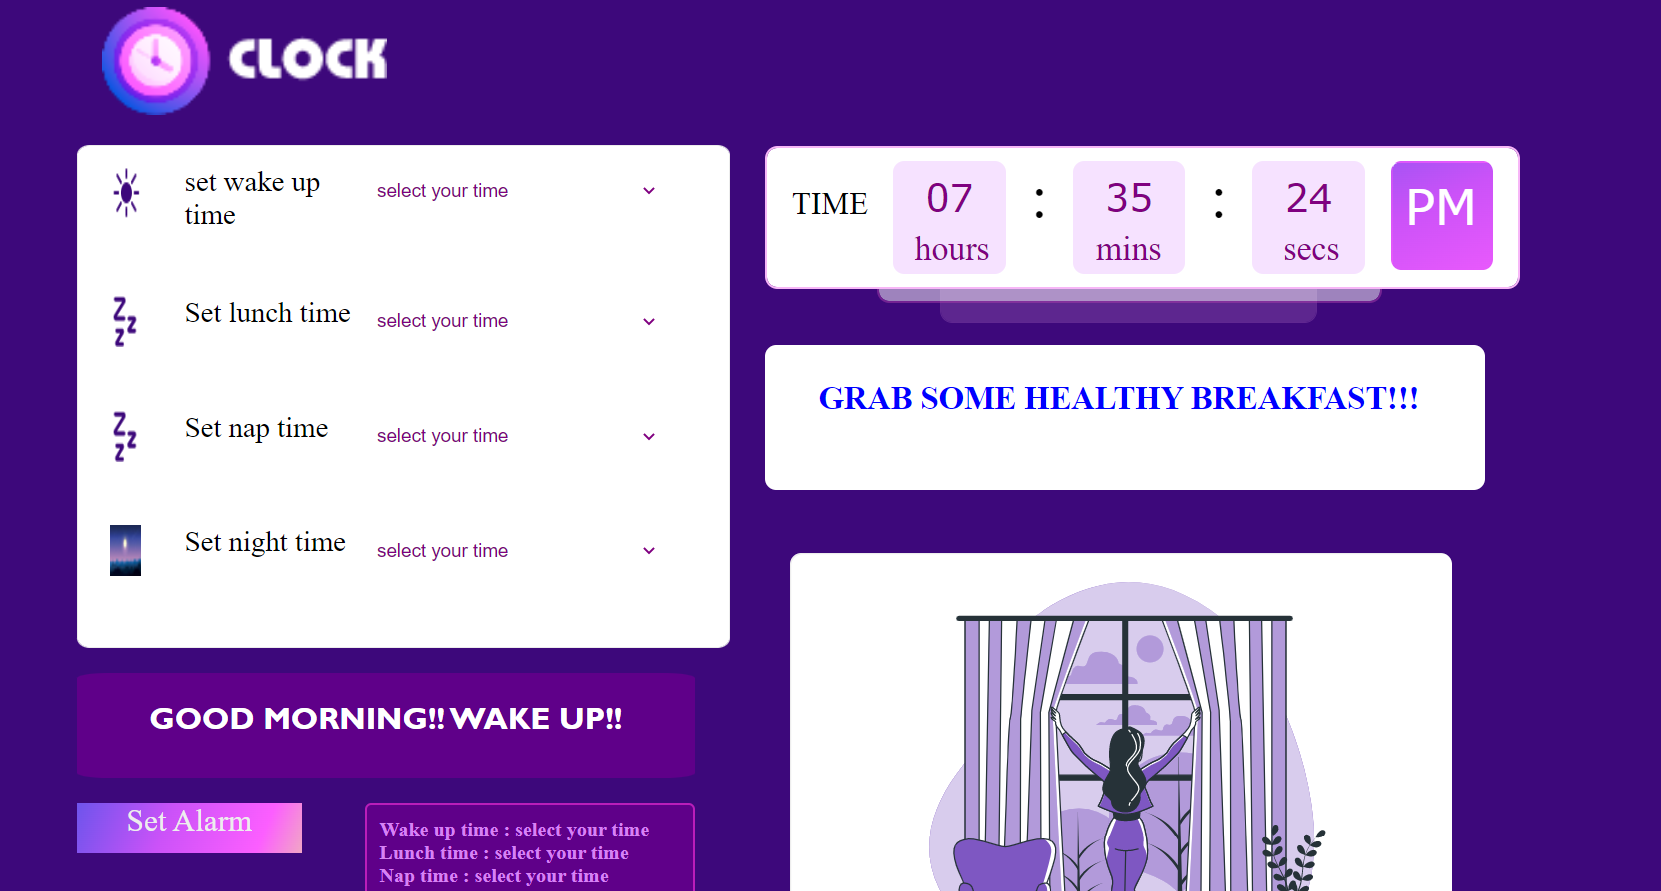 CLOCK
set wake up
time
select your time
Set lunch time
select your time
Set nap time
select your time
Set night time
select your time
GOOD MORNING!! WAKE UP!!
Set Alarm
Wake up time : select your time
Lunch time : select your time
Nap time : select your time
TIME
07 : 35 : 24 PM
hours mins secs
GRAB SOME HEALTHY BREAKFAST!!!
Z
z
z
Z
z
z